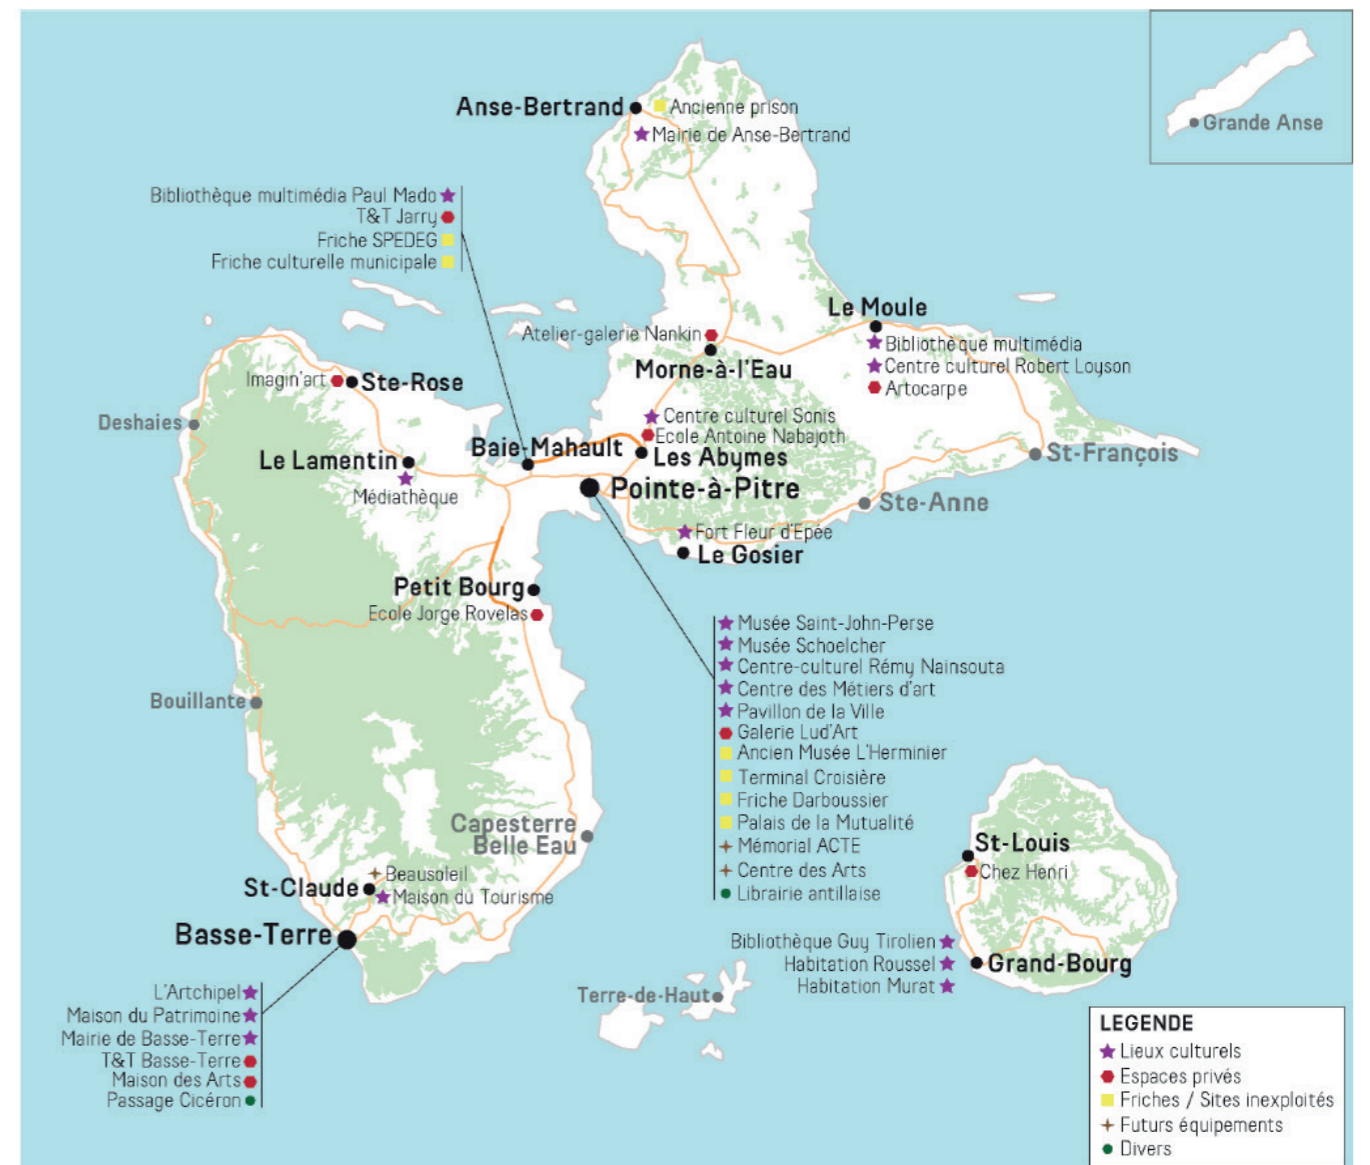 Grande Anse
Anse-Bertrand
Ancienne prison
Mairie de Anse-Bertrand
Bibliothèque multimédia Paul Mado
T&T Jarry
Friche SPEDEG
Friche culturelle municipale
Le Moule
Bibliothèque multimédia
Centre culturel Robert Loyson
Artocarpe
Atelier-galerie Nankin
Morne-à-l'Eau
Imagin'art
Ste-Rose
Deshaies
Centre culturel Sonis
Ecole Antoine Nabajoth
Baie-Mahault
Les Abymes
Le Lamentin
Médiathèque
St-François
Pointe-à-Pitre
Ste-Anne
Fort Fleur d'Epée
Le Gosier
Petit Bourg
Ecole Jorge Rovelas
Musée Saint-John-Perse
Musée Schoelcher
Centre-culturel Rémy Nainsouta
Centre des Métiers d'art
Pavillon de la Ville
Galerie Lud'Art
Ancien Musée L'Herminier
Terminal Croisière
Friche Darboussier
Palais de la Mutualité
Mémorial ACTE
Centre des Arts
Librairie antillaise
Bouillante
Capesterre
Belle Eau
Beausoleil
St-Claude
Maison du Tourisme
Basse-Terre
St-Louis
Chez Henri
Bibliothèque Guy Tirolien
Habitation Roussel
Habitation Murat
Grand-Bourg
Terre-de-Haut
L'Artchipel
Maison du Patrimoine
Mairie de Basse-Terre
T&T Basse-Terre
Maison des Arts
Passage Cicéron
LEGENDE
Lieux culturels
Espaces privés
Friches / Sites inexploités
Futurs équipements
Divers